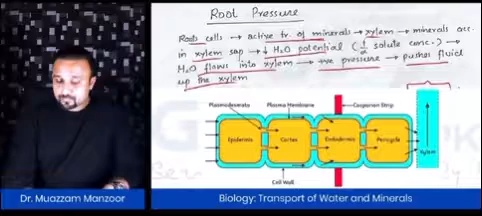 Root Pressure
Root cells → active tr. of minerals → xylem → minerals acc.
in xylem sap → ↓ H₂O potential (↑ solute conc.) →
H₂O flows into xylem → +ve pressure → pushes fluid
up the xylem
Plasmodesmata
Plasma Membrane
Casparian Strip
Epidermis
Cortex
Endodermis
Pericycle
Xylem
Cell Wall
Dr. Muazzam Manzoor
Biology: Transport of Water and Minerals